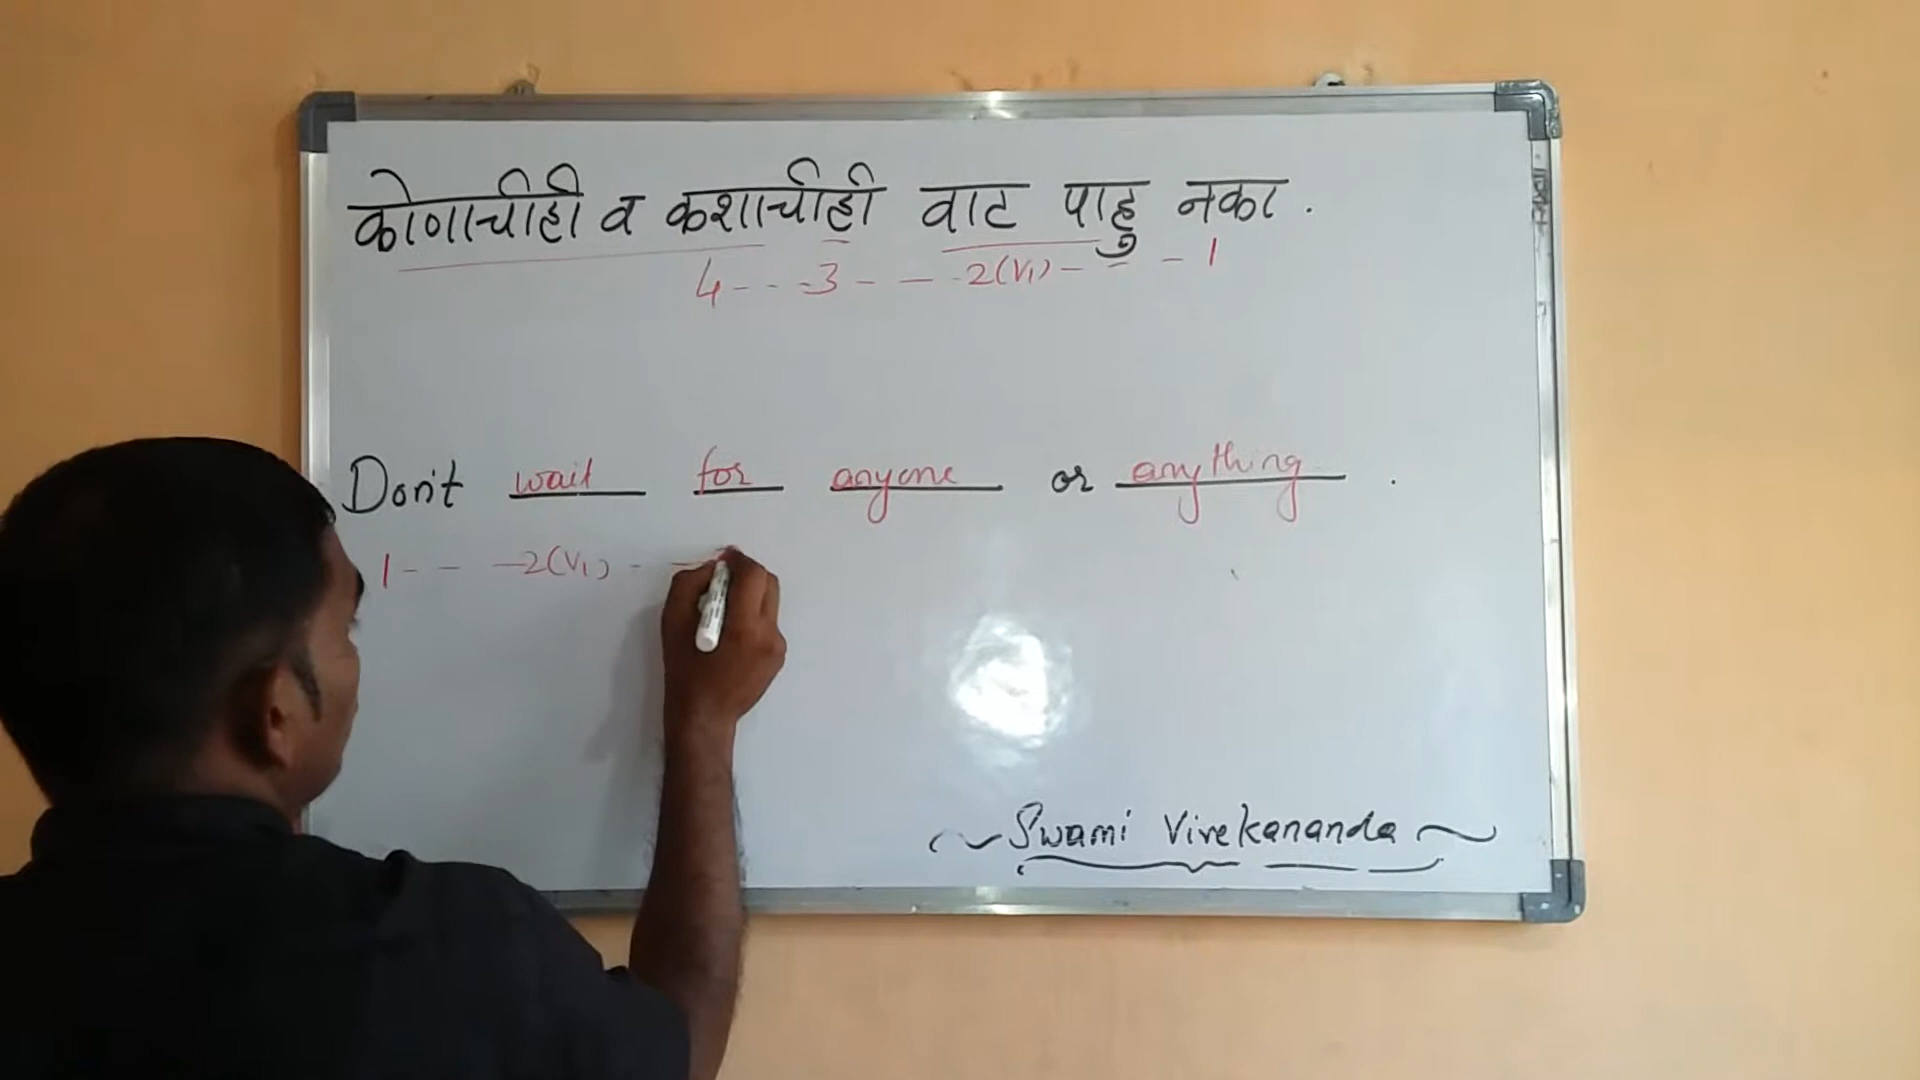 कोणाचीही व कशाचीही वाट पाहु नका .
4 - - - 3 - - - 2(V1) - - - 1
Don't wait for anyone or anything .
1 - - - 2(V1) - -
~ Swami Vivekananda ~